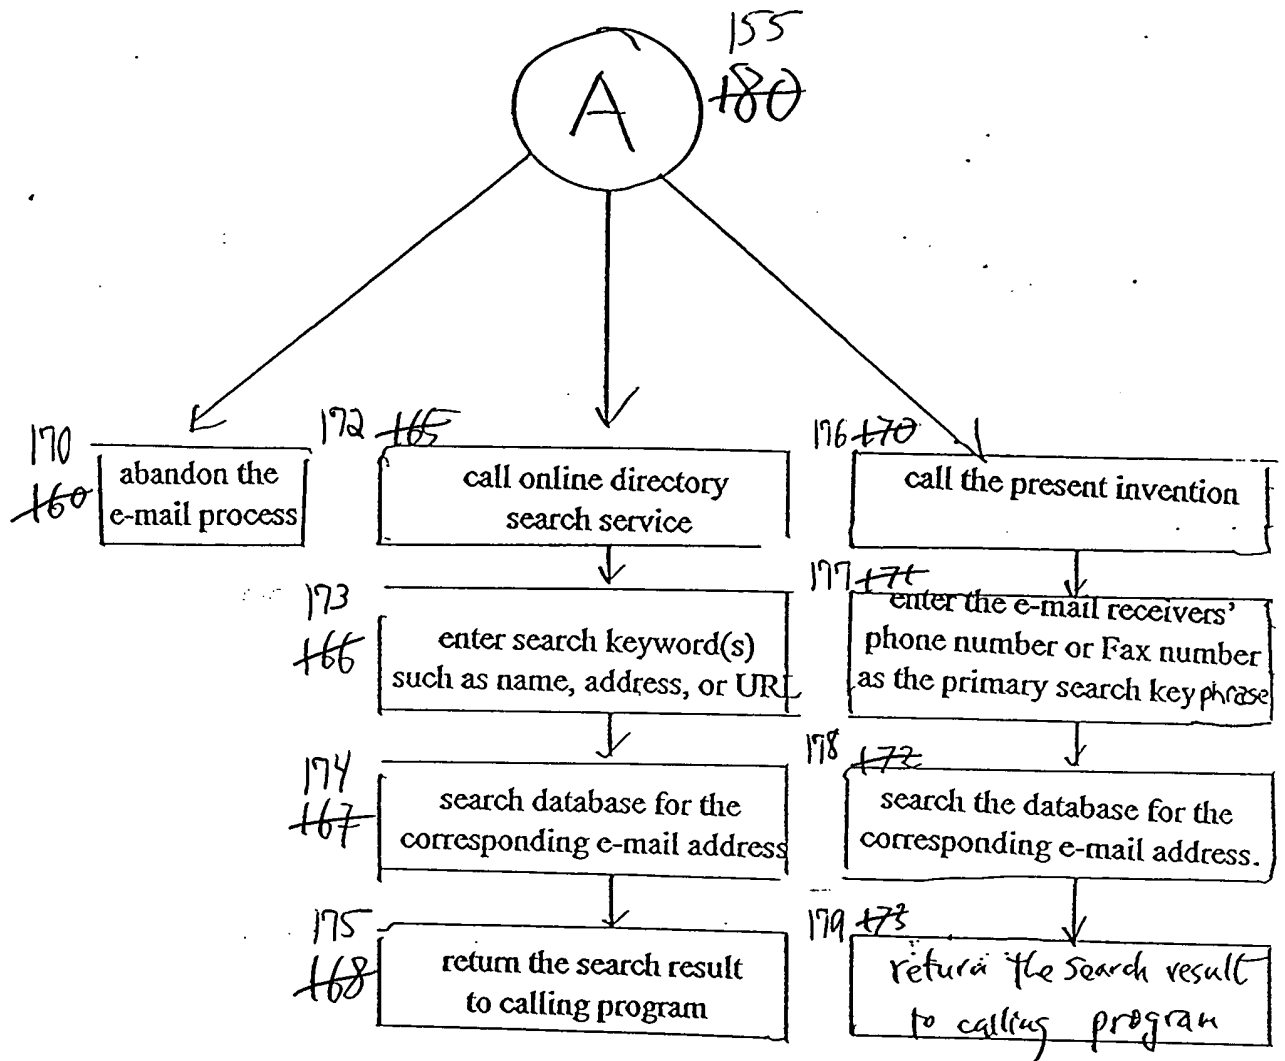 155
180
A
170
160
abandon the
e-mail process
172 165
call online directory
search service
173
166
enter search keyword(s)
such as name, address, or URL
174
167
search database for the
corresponding e-mail address
175
168
return the search result
to calling program
176 170
call the present invention
177 171
enter the e-mail receivers'
phone number or Fax number
as the primary search key phrase
178 172
search the database for the
corresponding e-mail address.
179 173
return the search result
to calling program